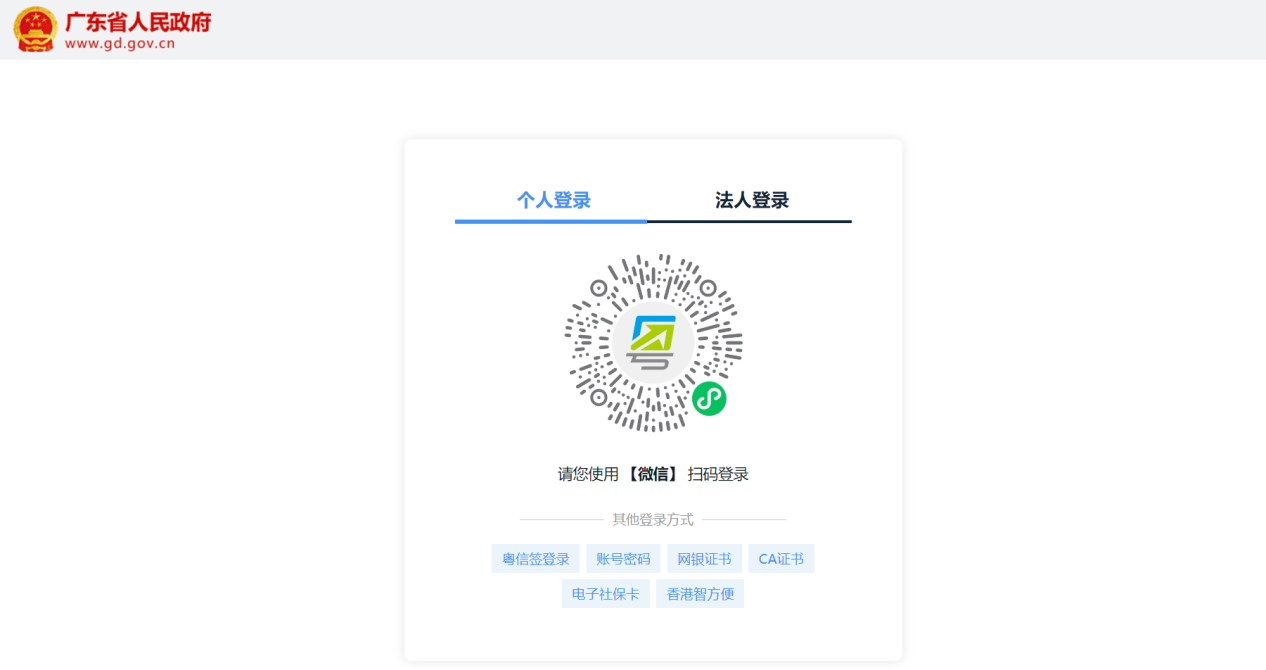 广东省人民政府
www.gd.gov.cn
个人登录 法人登录
请您使用【微信】扫码登录
其他登录方式
粤信签登录 账号密码 网银证书 CA证书
电子社保卡 香港智方便